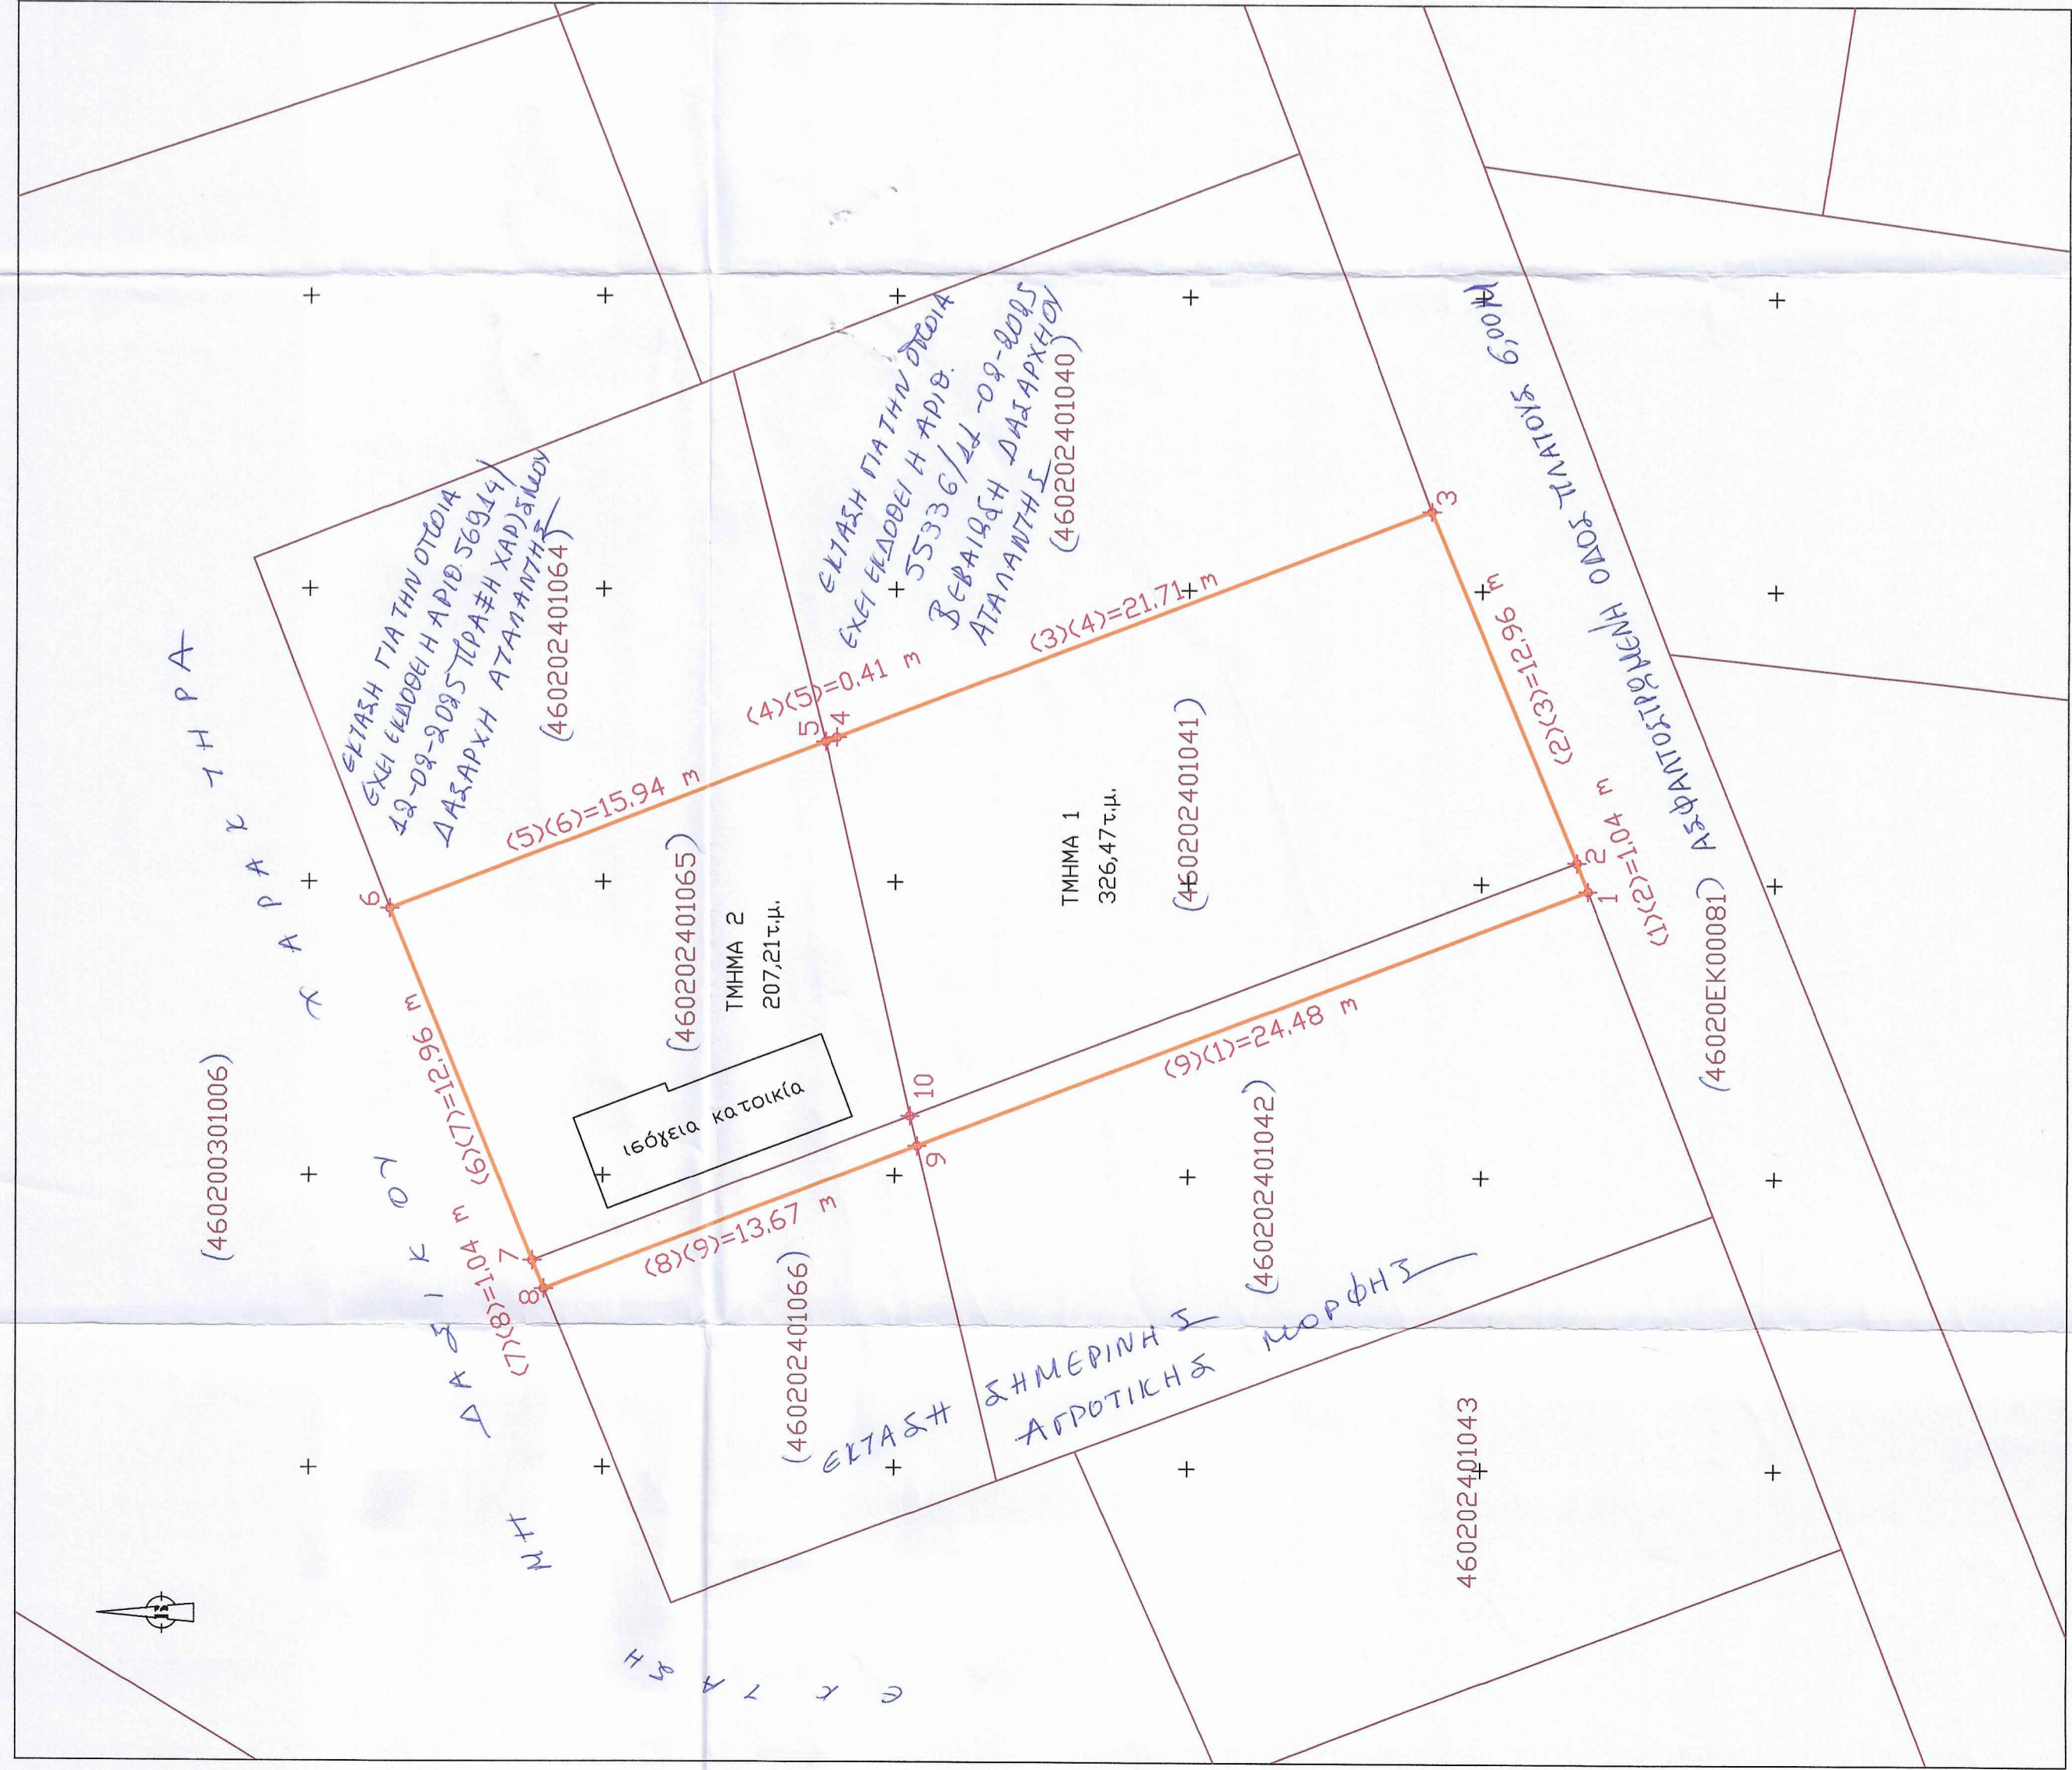 (460200301006)
ΕΚΤΑΣΗ ΜΗ ΔΑΣΙΚΟΥ ΧΑΡΑΚΤΗΡΑ
ΕΚΤΑΣΗ ΓΙΑ ΤΗΝ ΟΠΟΙΑ
ΕΧΕΙ ΕΚΔΟΘΕΙ Η ΑΡΙΘ. 56914/
12-02-2025 ΠΡΑΞΗ ΧΑΡ/ΣΜΟΥ
ΔΑΣΑΡΧΗ ΑΤΑΛΑΝΤΗΣ
(460202401064)
6
(6)(7)=12.96 m
(7)(8)=1.04 m
7
8
(5)(6)=15.94 m
(460202401065)
ΤΜΗΜΑ 2
207,21τ.μ.
ισόγεια κατοικία
(8)(9)=13.67 m
(460202401066)
(4)(5)=0.41 m
5
4
10
9
ΕΚΤΑΣΗ ΓΙΑ ΤΗΝ ΟΠΟΙΑ
ΕΧΕΙ ΕΚΔΟΘΕΙ Η ΑΡΙΘ.
55336/11-02-2025
ΒΕΒΑΙΩΣΗ ΔΑΣΑΡΧΗΟΝ
ΑΤΑΛΑΝΤΗΣ
(460202401040)
(3)(4)=21.71 m
ΤΜΗΜΑ 1
326,47τ.μ.
(460202401041)
(9)(1)=24.48 m
(460202401042)
ΕΚΤΑΣΗ ΣΗΜΕΡΙΝΗΣ
ΑΓΡΟΤΙΚΗΣ ΜΟΡΦΗΣ
460202401043
3
(2)(3)=12.96 m
2
1
(1)(2)=1.04 m
(46020ΕΚ00081) ΑΣΦΑΛΤΟΣΤΡΩΜΕΝΗ ΟΔΟΣ ΠΛΑΤΟΥΣ 6,00Μ